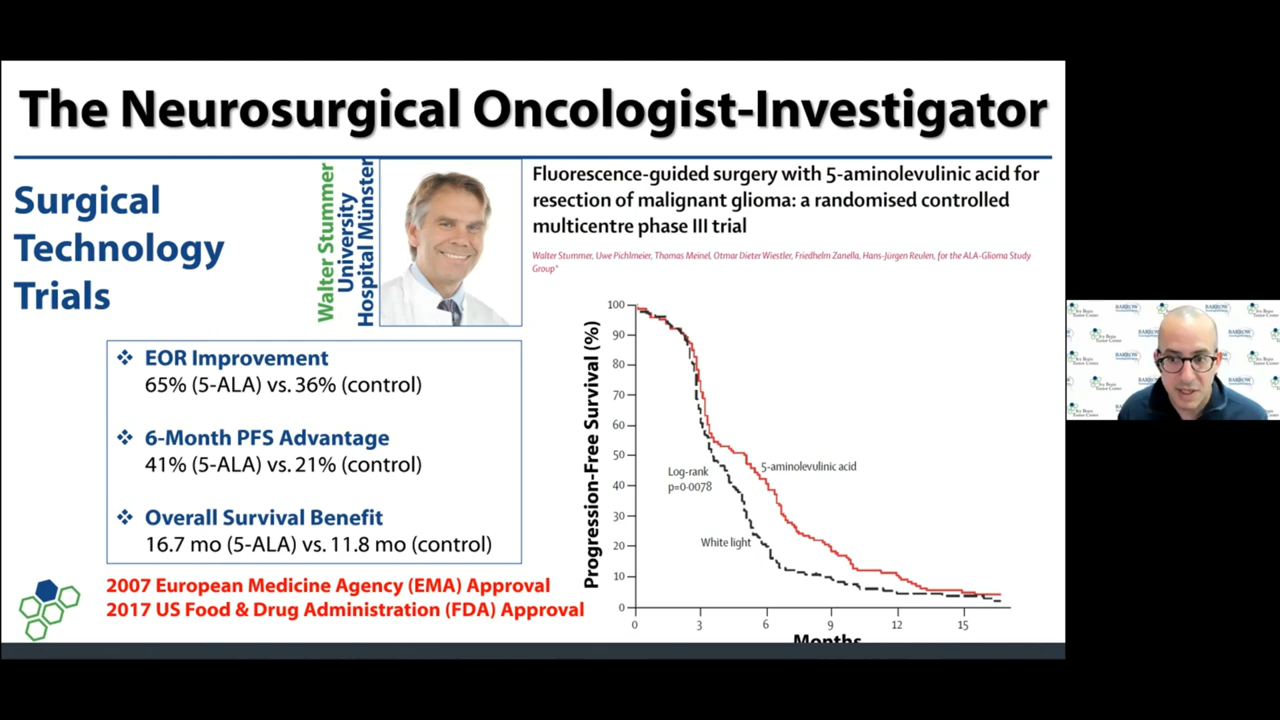 The Neurosurgical Oncologist-Investigator
Surgical
Technology
Trials
Walter Stummer
University
Hospital Münster
Fluorescence-guided surgery with 5-aminolevulinic acid for
resection of malignant glioma: a randomised controlled
multicentre phase III trial
Walter Stummer, Uwe Pichlmeier, Thomas Meinel, Otmar Dieter Wiestler, Friedhelm Zanella, Hans-Jürgen Reulen, for the ALA-Glioma Study
Group*
❖ EOR Improvement
65% (5-ALA) vs. 36% (control)
❖ 6-Month PFS Advantage
41% (5-ALA) vs. 21% (control)
❖ Overall Survival Benefit
16.7 mo (5-ALA) vs. 11.8 mo (control)
2007 European Medicine Agency (EMA) Approval
2017 US Food & Drug Administration (FDA) Approval
Progression-Free Survival (%)
100
90
80
70
60
50
40
30
20
10
0
Log-rank
p=0·0078
5-aminolevulinic acid
White light
0 3 6 9 12 15
Months
BARROW
Ivy Brain
Tumor Center